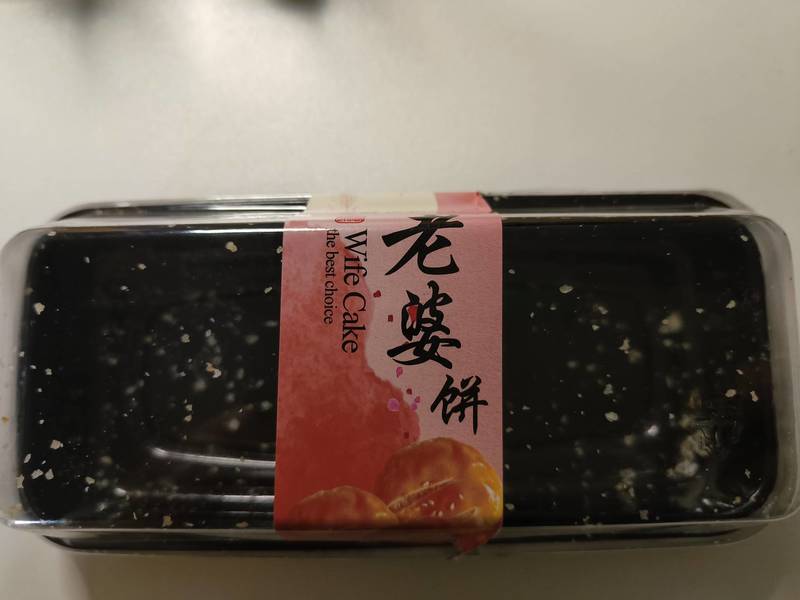 老婆饼
Wife Cake
the best choice